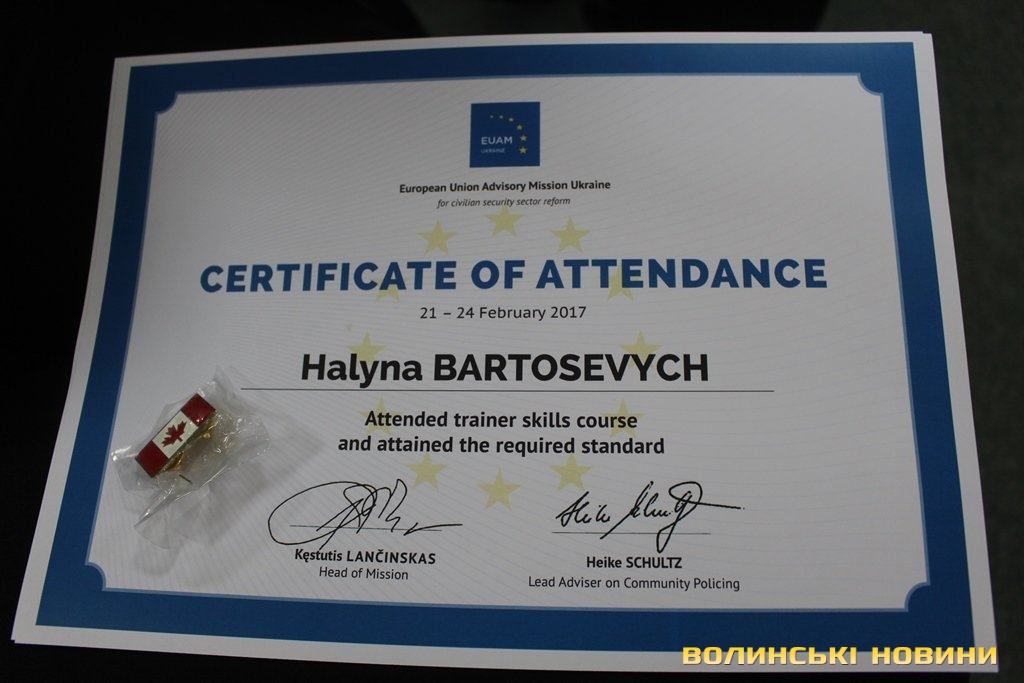 EUAM
UKRAINE
European Union Advisory Mission Ukraine
for civilian security sector reform
CERTIFICATE OF ATTENDANCE
21 – 24 February 2017
Halyna BARTOSEVYCH
Attended trainer skills course
and attained the required standard
Kęstutis LANČINSKAS
Head of Mission
Heike SCHULTZ
Lead Adviser on Community Policing
ВОЛИНСЬКІ НОВИНИ